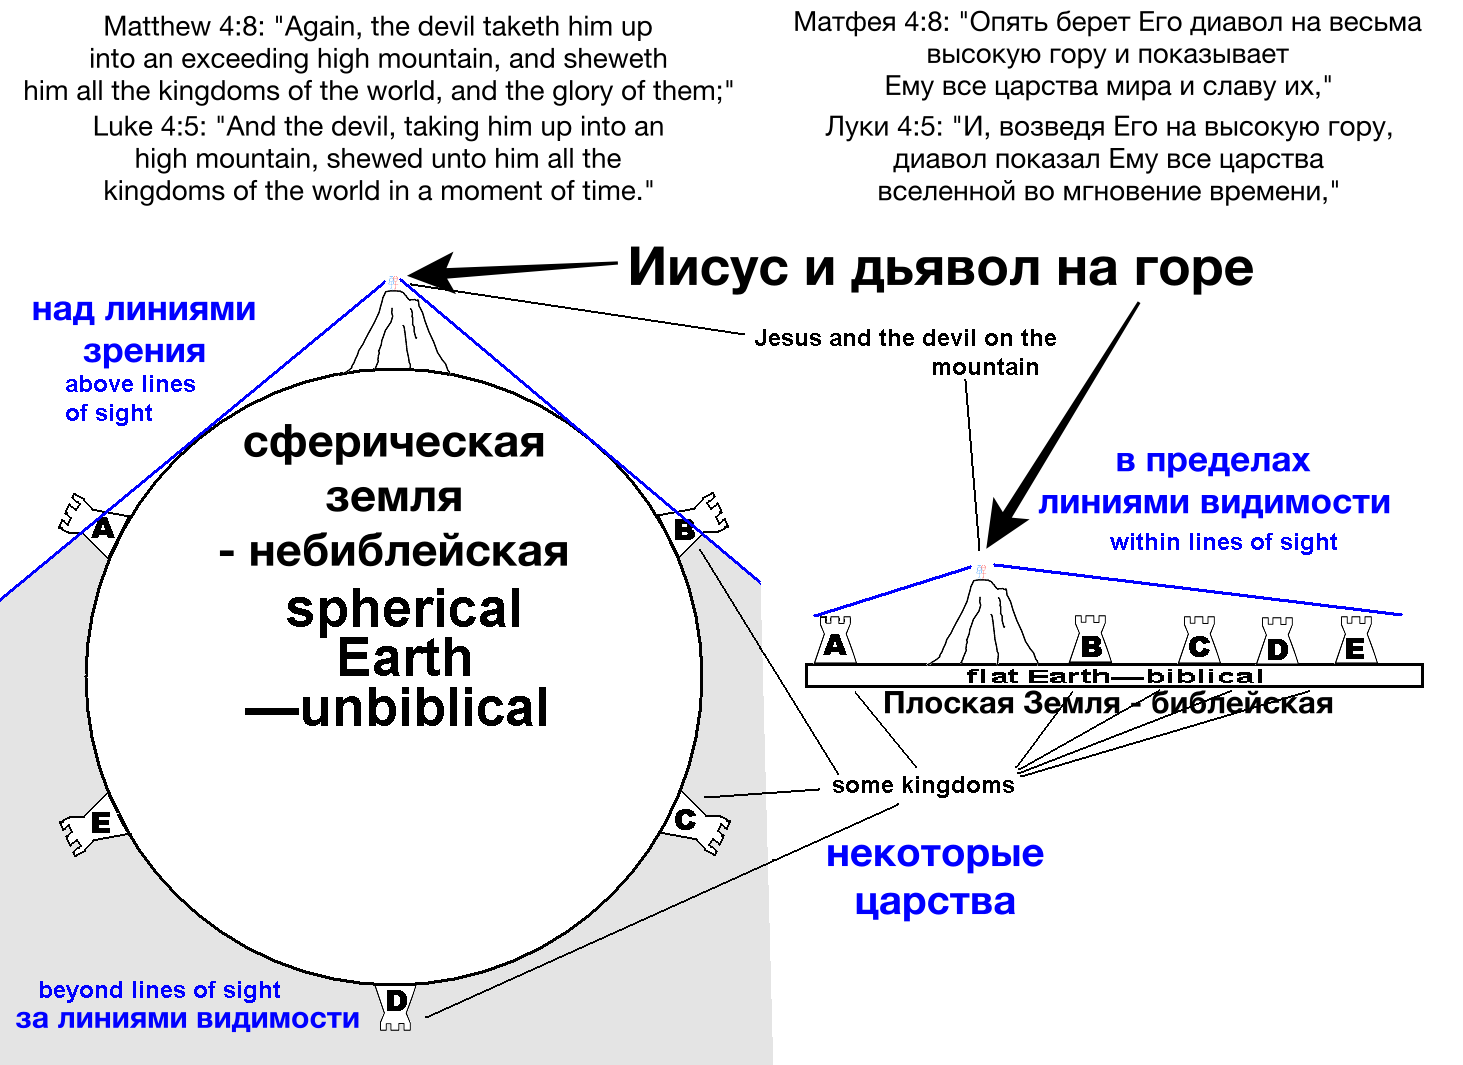 Matthew 4:8: "Again, the devil taketh him up
into an exceeding high mountain, and sheweth
him all the kingdoms of the world, and the glory of them;"
Luke 4:5: "And the devil, taking him up into an
high mountain, shewed unto him all the
kingdoms of the world in a moment of time."
Матфея 4:8: "Опять берет Его диавол на весьма
высокую гору и показывает
Ему все царства мира и славу их,"
Луки 4:5: "И, возведя Его на высокую гору,
диавол показал Ему все царства
вселенной во мгновение времени,"
Иисус и дьявол на горе
Jesus and the devil on the
mountain
над линиями
зрения
above lines
of sight
сферическая
земля
- небиблейская
spherical
Earth
—unbiblical
A
B
E
C
D
beyond lines of sight
за линиями видимости
в пределах
линиями видимости
within lines of sight
A
B
C
D
E
flat Earth—biblical
Плоская Земля - библейская
some kingdoms
некоторые
царства